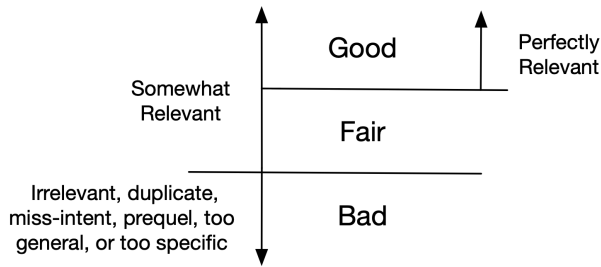 Good
Perfectly
Relevant
Somewhat
Relevant
Fair
Irrelevant, duplicate,
miss-intent, prequel, too
general, or too specific
Bad